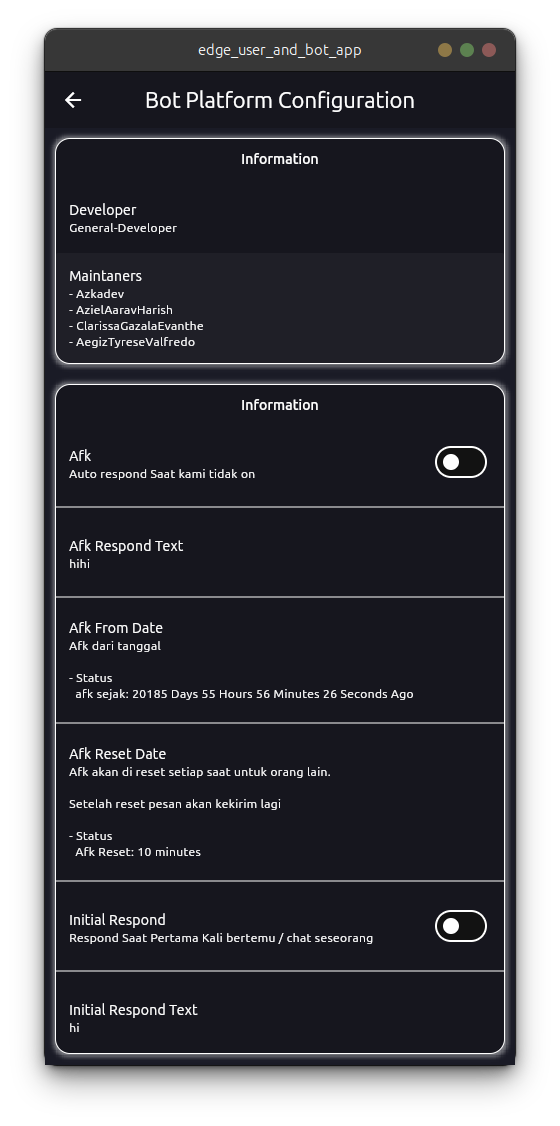 edge_user_and_bot_app
Bot Platform Configuration
Information
Developer
General-Developer
Maintaners
- Azkadev
- AzielAaravHarish
- ClarissaGazalaEvanthe
- AegizTyreseValfredo
Information
Afk
Auto respond Saat kami tidak on
Afk Respond Text
hihi
Afk From Date
Afk dari tanggal
- Status
afk sejak: 20185 Days 55 Hours 56 Minutes 26 Seconds Ago
Afk Reset Date
Afk akan di reset setiap saat untuk orang lain.
Setelah reset pesan akan kekirim lagi
- Status
Afk Reset: 10 minutes
Initial Respond
Respond Saat Pertama Kali bertemu / chat seseorang
Initial Respond Text
hi